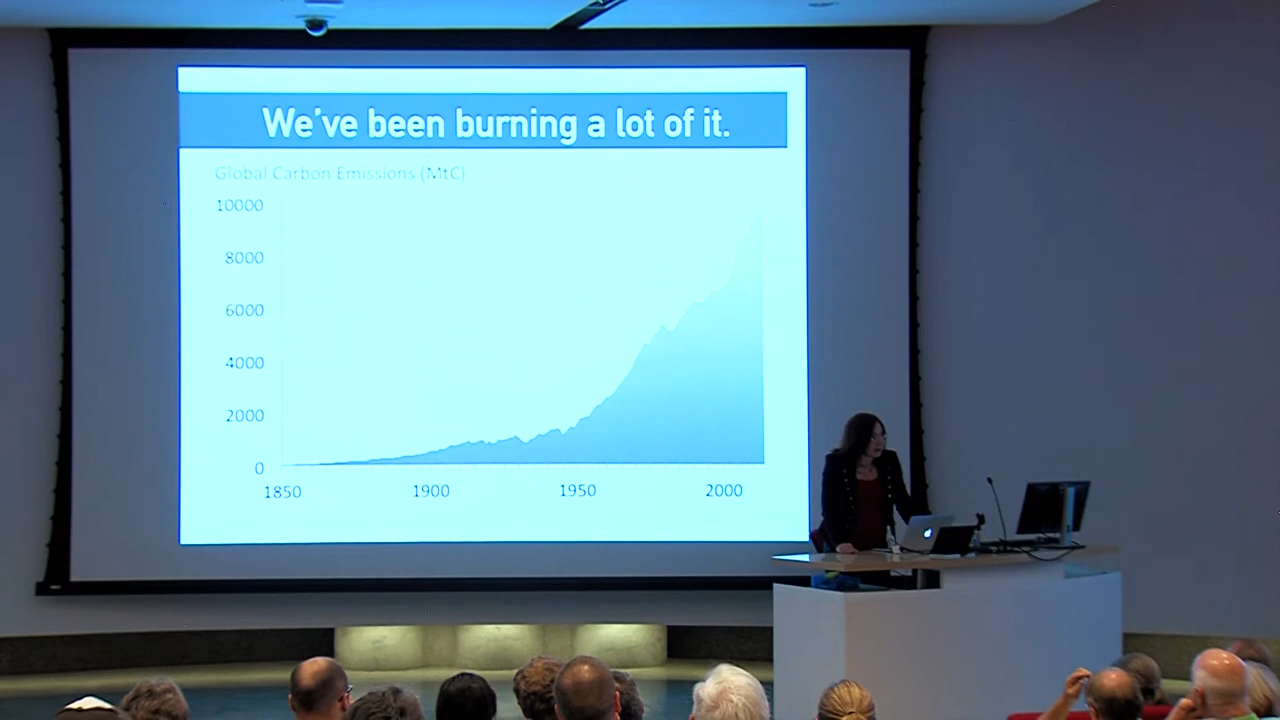 We've been burning a lot of it.
Global Carbon Emissions (MtC)
10000
8000
6000
4000
2000
0
1850 1900 1950 2000